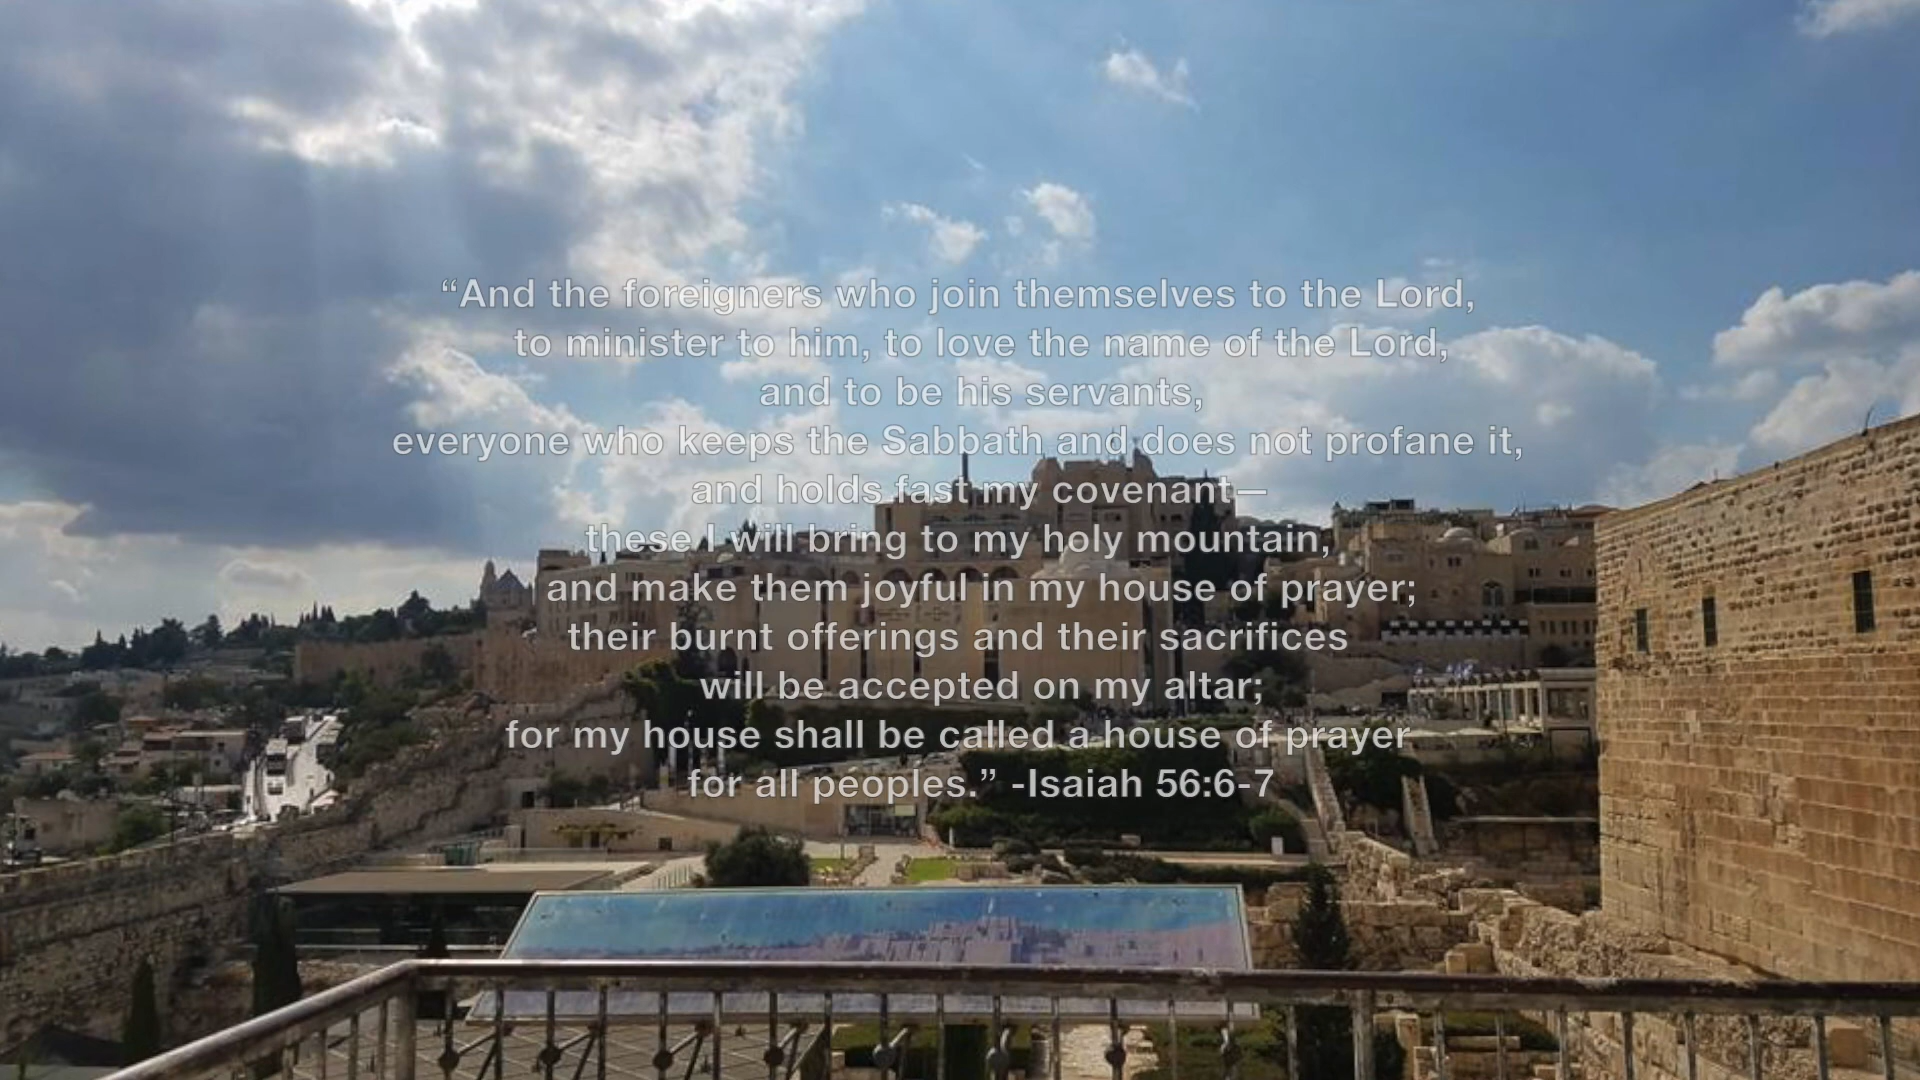 “And the foreigners who join themselves to the Lord,
to minister to him, to love the name of the Lord,
and to be his servants,
everyone who keeps the Sabbath and does not profane it,
and holds fast my covenant—
these I will bring to my holy mountain,
and make them joyful in my house of prayer;
their burnt offerings and their sacrifices
will be accepted on my altar;
for my house shall be called a house of prayer
for all peoples.” -Isaiah 56:6-7